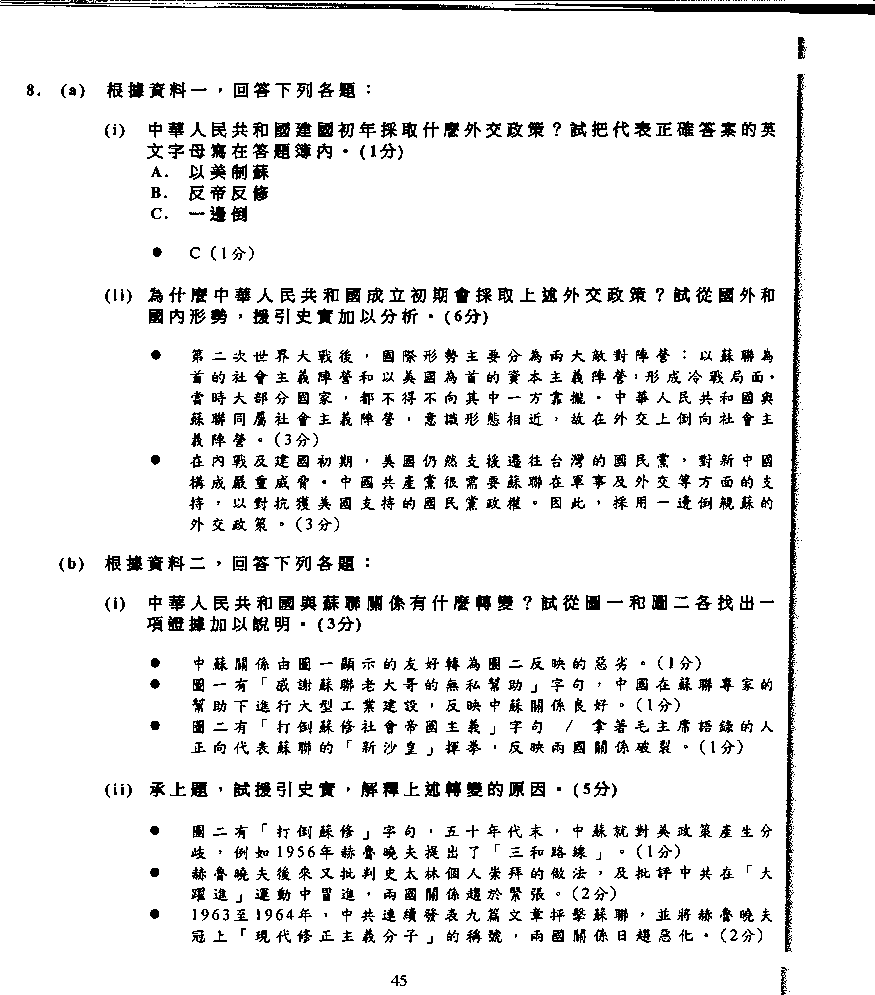 8. (a) 根據資料一，回答下列各題：
(i) 中華人民共和國建國初年採取什麼外交政策？試把代表正確答案的英
文字母寫在答題簿內。(1分)
A. 以美制蘇
B. 反帝反修
C. 一邊倒
● C (1分)
(ii) 為什麼中華人民共和國成立初期會採取上述外交政策？試從國外和
國內形勢，援引史實加以分析。(6分)
● 第二次世界大戰後，國際形勢主要分為兩大敵對陣營：以蘇聯為
首的社會主義陣營和以美國為首的資本主義陣營，形成冷戰局面。
當時大部分國家，都不得不向其中一方靠攏。中華人民共和國與
蘇聯同屬社會主義陣營，意識形態相近，故在外交上倒向社會主
義陣營。(3分)
● 在內戰及建國初期，美國仍然支援遷往台灣的國民黨，對新中國
構成嚴重威脅。中國共產黨很需要蘇聯在軍事及外交等方面的支
持，以對抗獲美國支持的國民黨政權。因此，採用一邊倒親蘇的
外交政策。(3分)
(b) 根據資料二，回答下列各題：
(i) 中華人民共和國與蘇聯關係有什麼轉變？試從圖一和圖二各找出一
項證據加以說明。(3分)
● 中蘇關係由圖一顯示的友好轉為圖二反映的惡劣。(1分)
● 圖一有「感謝蘇聯老大哥的無私幫助」字句，中國在蘇聯專家的
幫助下進行大型工業建設，反映中蘇關係良好。(1分)
● 圖二有「打倒蘇修社會帝國主義」字句 / 拿著毛主席語錄的人
正向代表蘇聯的「新沙皇」揮拳，反映兩國關係破裂。(1分)
(ii) 承上題，試援引史實，解釋上述轉變的原因。(5分)
● 圖二有「打倒蘇修」字句，五十年代末，中蘇就對美政策產生分
歧，例如1956年赫魯曉夫提出了「三和路線」。(1分)
● 赫魯曉夫後來又批判史太林個人崇拜的做法，及批評中共在「大
躍進」運動中冒進，兩國關係趨於緊張。(2分)
● 1963至1964年，中共連續發表九篇文章抨擊蘇聯，並將赫魯曉夫
冠上「現代修正主義分子」的稱號，兩國關係日趨惡化。(2分)
45